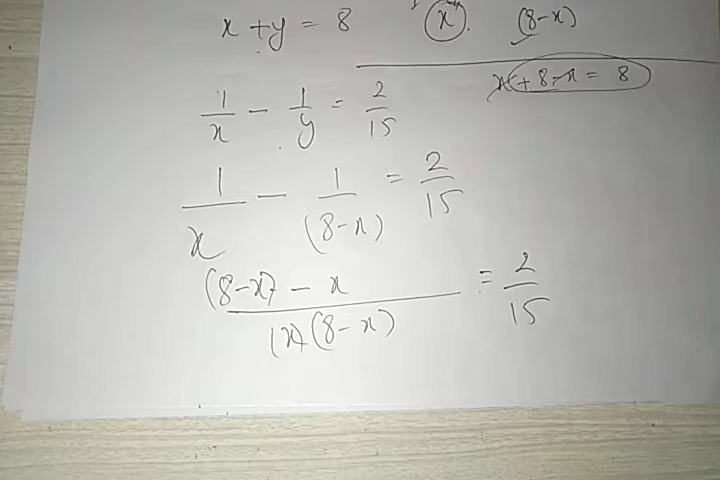 x + y = 8 (x). (8-x)
x + 8 - x = 8
1/x - 1/y = 2/15
1/x - 1/(8-x) = 2/15
(8-x) - x / (x)(8-x) = 2/15